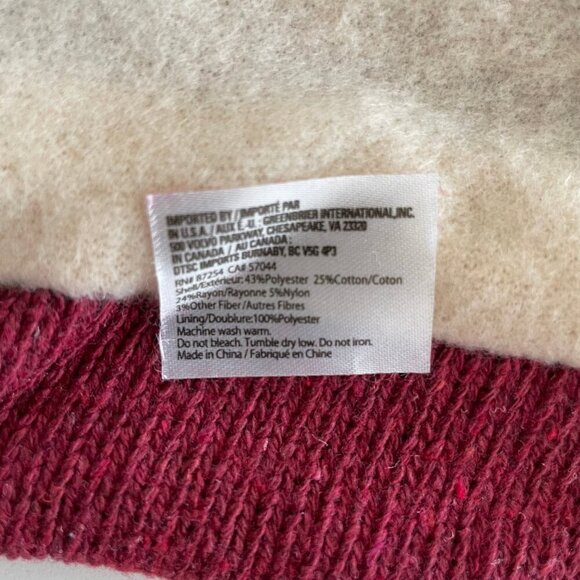 IMPORTED BY / IMPORTÉ PAR
IN U.S.A. / AUX É.-U.: GREENBRIER INTERNATIONAL, INC.
500 VOLVO PARKWAY, CHESAPEAKE, VA 23320
IN CANADA / AU CANADA:
DTSC IMPORTS BURNABY, BC V5G 4P3
RN# 87254 CA# 57044
Shell/Extérieur: 43%Polyester 25%Cotton/Coton
24%Rayon/Rayonne 5%Nylon
3%Other Fiber/Autres Fibres
Lining/Doublure:100%Polyester
Machine wash warm.
Do not bleach. Tumble dry low. Do not iron.
Made in China / Fabriqué en Chine